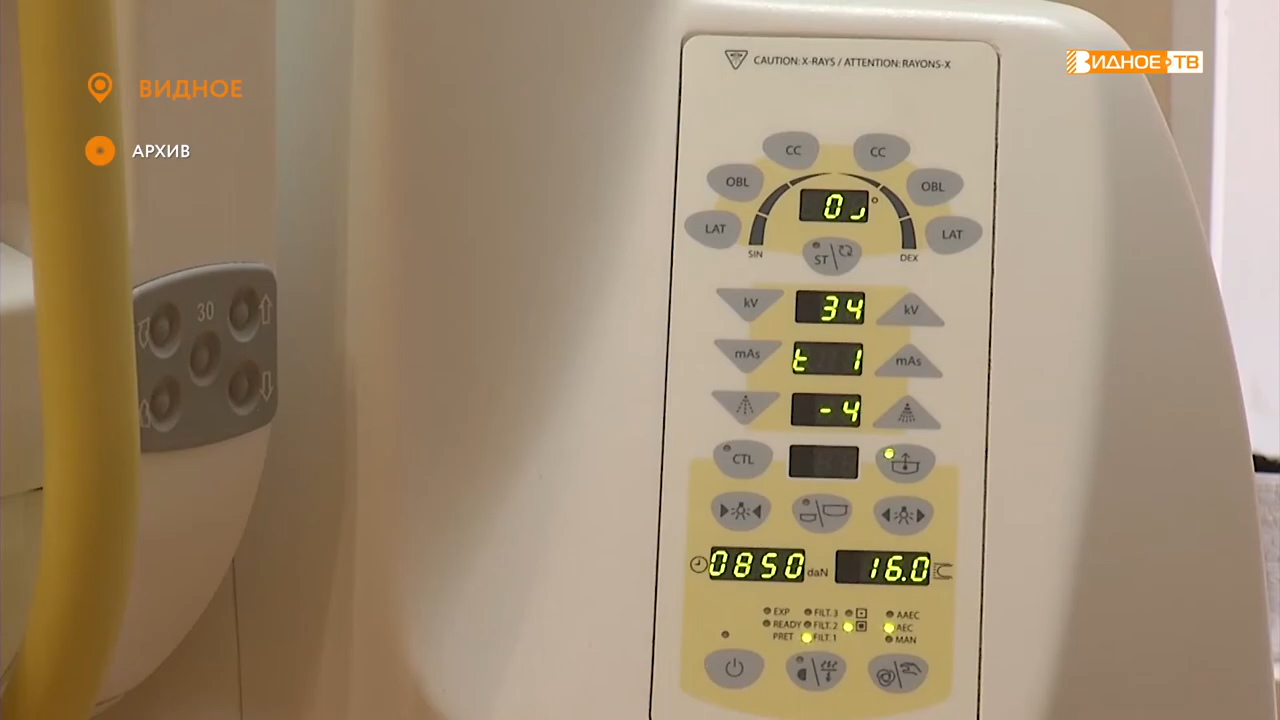 ВИДНОЕ
АРХИВ
ВИДНОЕ ТВ
CAUTION: X-RAYS / ATTENTION: RAYONS-X
CC CC
OBL OBL
0 °
LAT LAT
SIN DEX
ST
30
kV 34 kV
mAs t 1 mAs
-4
CTL
0850 daN 16.0
EXP FILT. 3 AAEC
READY FILT. 2 AEC
PRET FILT. 1 MAN